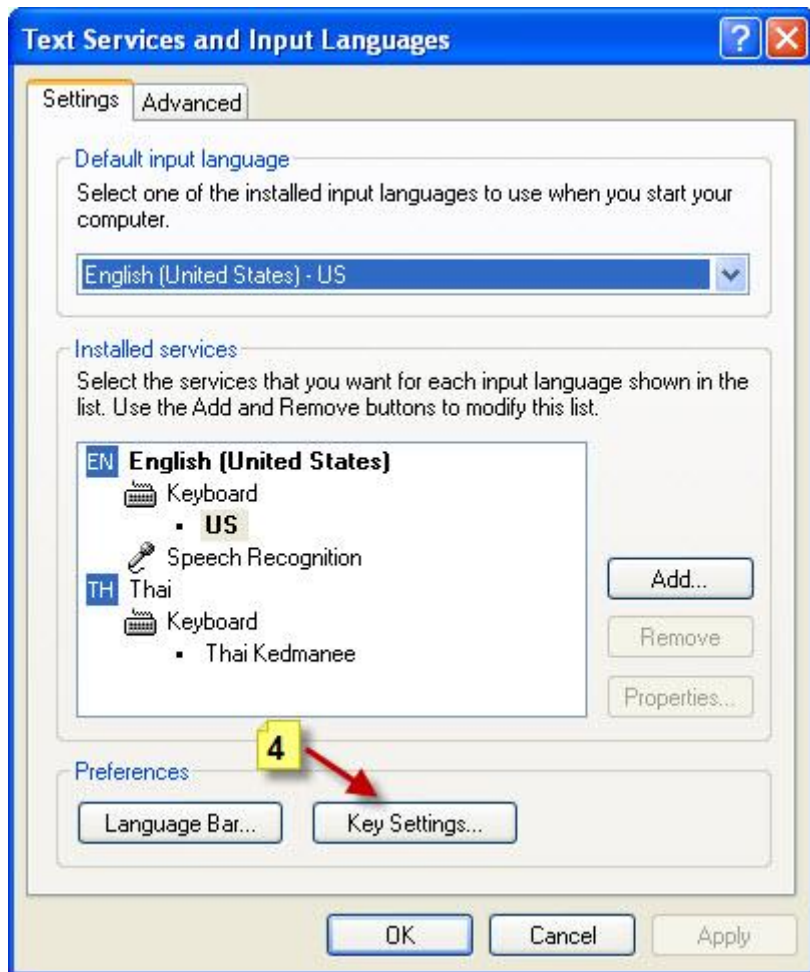 Text Services and Input Languages
Settings
Advanced
Default input language
Select one of the installed input languages to use when you start your
computer.
English (United States) - US
Installed services
Select the services that you want for each input language shown in the
list. Use the Add and Remove buttons to modify this list.
EN English (United States)
Keyboard
• US
Speech Recognition
TH Thai
Keyboard
• Thai Kedmanee
Add...
Remove
Properties...
4
Preferences
Language Bar...
Key Settings...
OK
Cancel
Apply